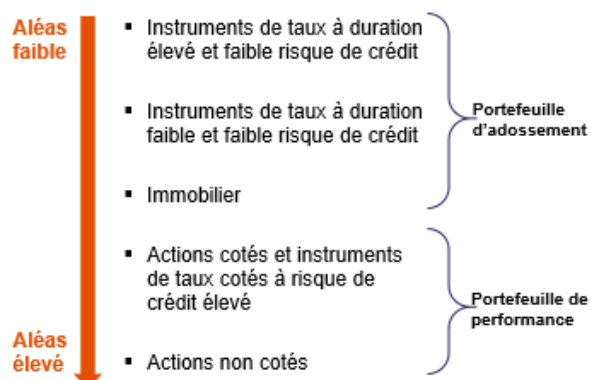 Aléas
faible
▪ Instruments de taux à duration
élevé et faible risque de crédit
▪ Instruments de taux à duration
faible et faible risque de crédit
▪ Immobilier
Portefeuille
d'adossement
▪ Actions cotés et instruments
de taux cotés à risque de
crédit élevé
▪ Actions non cotés
Portefeuille de
performance
Aléas
élevé